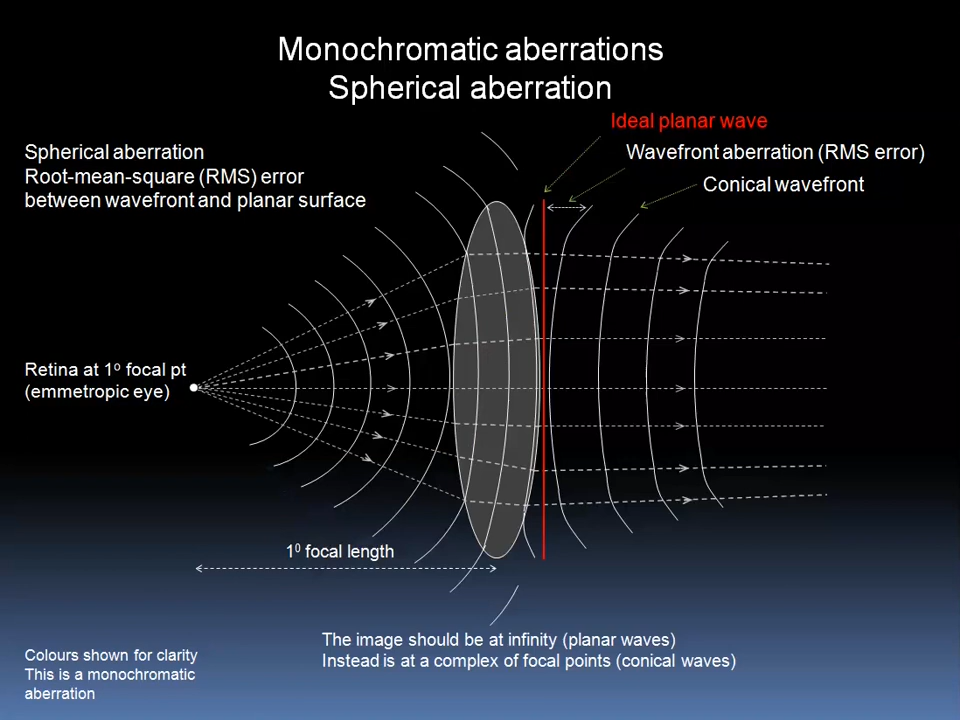 Monochromatic aberrations
Spherical aberration
Ideal planar wave
Wavefront aberration (RMS error)
Conical wavefront
Spherical aberration
Root-mean-square (RMS) error
between wavefront and planar surface
Retina at 1º focal pt
(emmetropic eye)
1⁰ focal length
The image should be at infinity (planar waves)
Instead is at a complex of focal points (conical waves)
Colours shown for clarity
This is a monochromatic
aberration